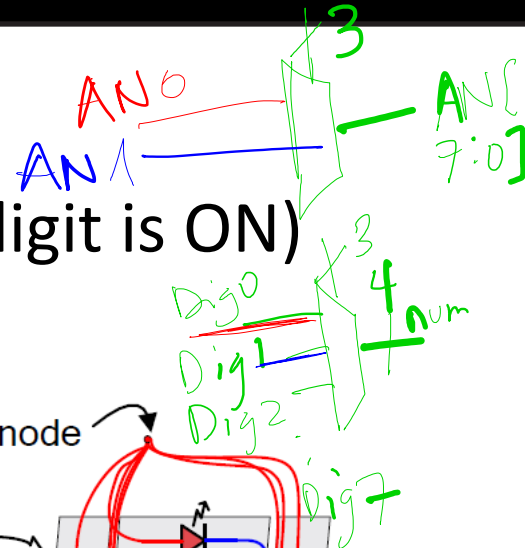 3
AN0
AN[
7:0]
AN1
digit is ON)
3
Dig0
4
num
Dig1
Dig2
node
Dig7